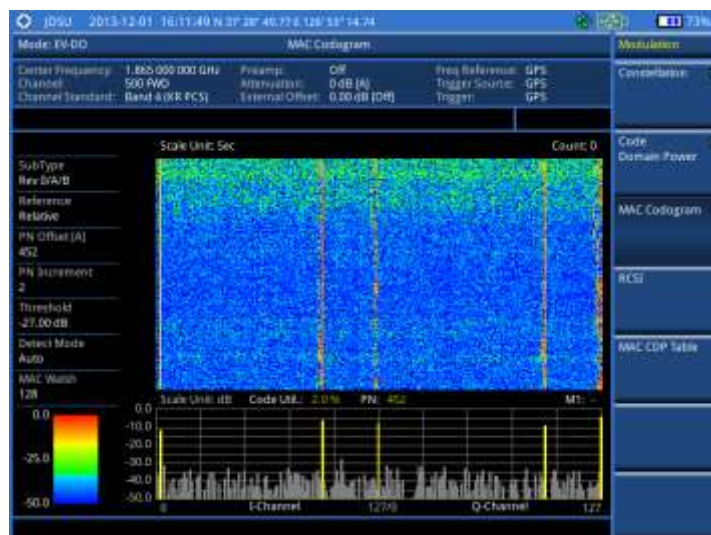 JDSU 2013-12-01 16:11:49 N 37° 28' 49.77 E 126° 53' 14.74 73%
Mode: EV-DO MAC Codogram Modulation
Center Frequency: 1.865 000 000 GHz Preamp: Off Freq Reference: GPS
Channel: 500 FWD Attenuation: 0 dB [A] Trigger Source: GPS
Channel Standard: Band 4 (KR PCS) External Offset: 0.00 dB [Off] Trigger: GPS
Constellation
Scale Unit: Sec Count: 0
Code
Domain Power
SubType
Rev 0/A/B
Reference
Relative
MAC Codogram
PN Offset [A]
452
PN Increment
2
RCSI
Threshold
-27.00 dB
Detect Mode
Auto
MAC CDP Table
MAC Walsh
128
Scale Unit: dB Code Util.: 2.0 % PN: 452 M1: --
0.0
-25.0
-50.0
0.0
-10.0
-20.0
-30.0
-40.0
-50.0
0 I-Channel 127/0 Q-Channel 127